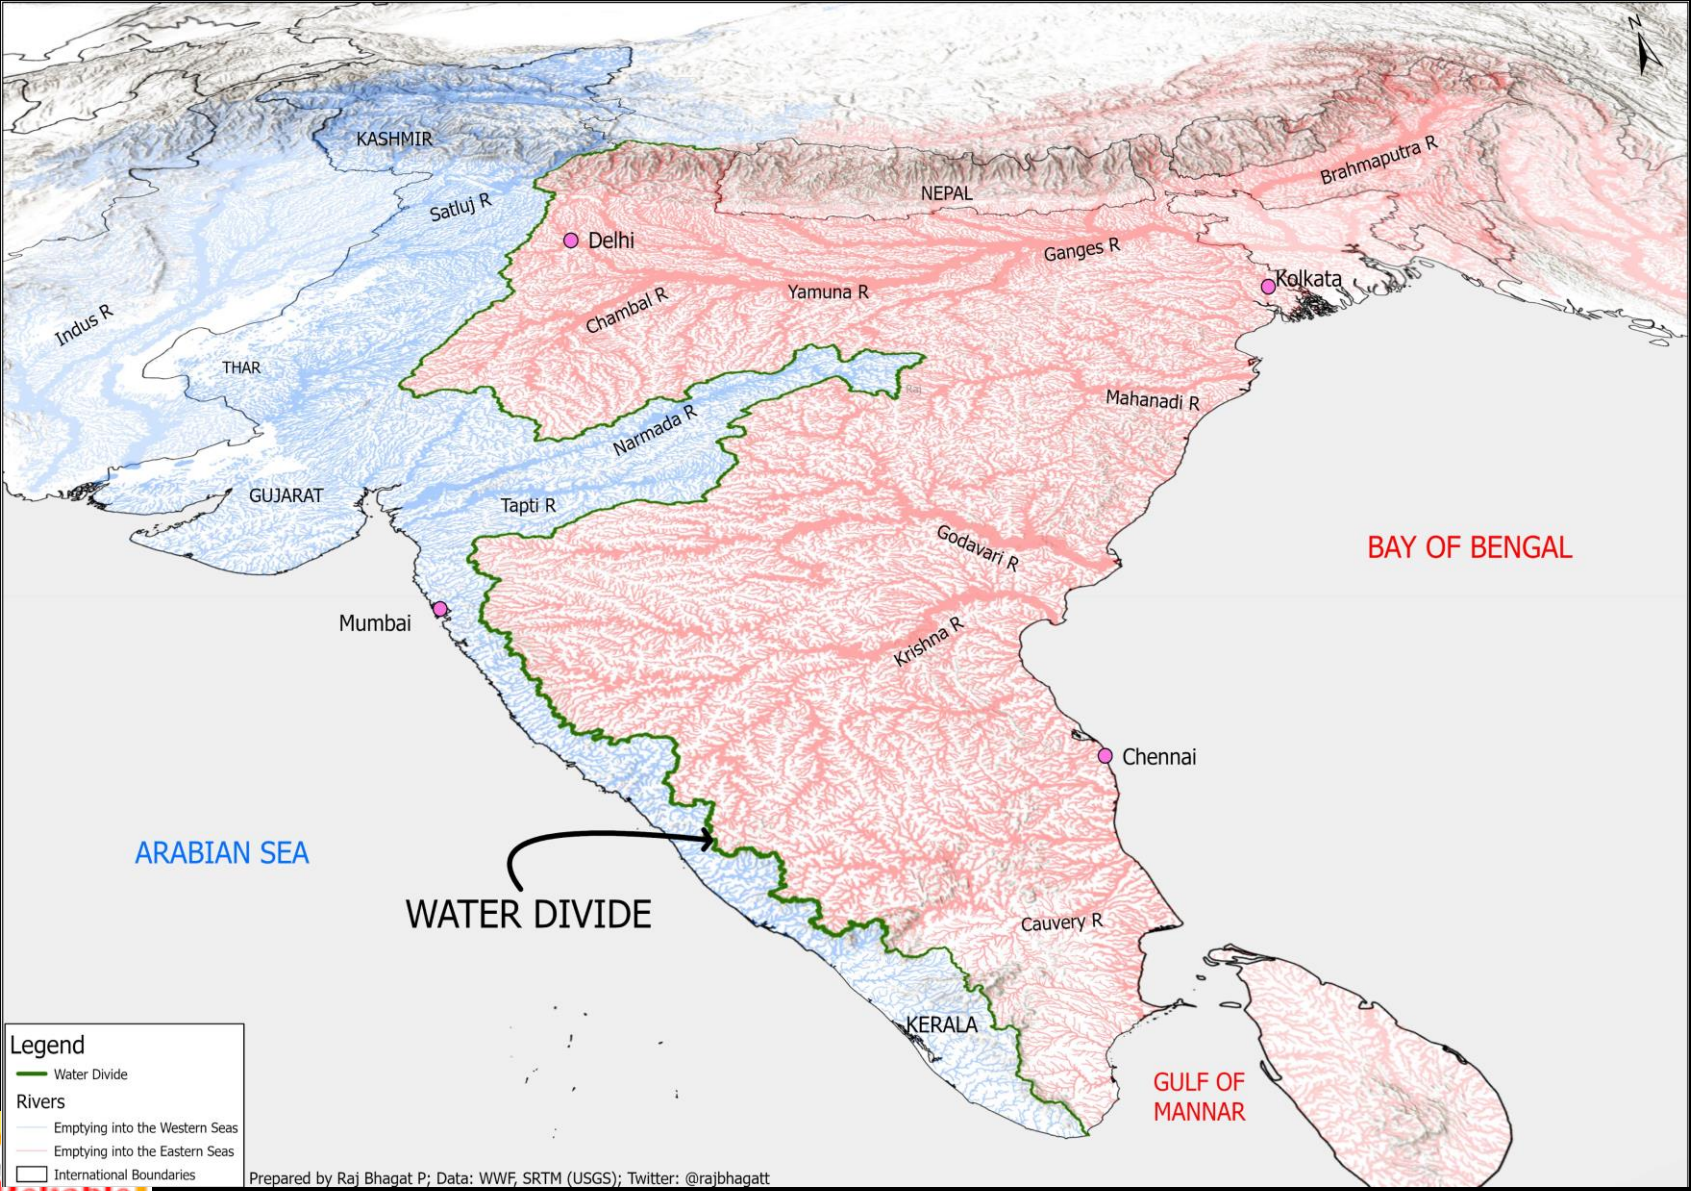 N
KASHMIR
Satluj R
NEPAL
Brahmaputra R
Delhi
Ganges R
Kolkata
Yamuna R
Chambal R
Indus R
THAR
Mahanadi R
Narmada R
GUJARAT
Tapti R
Godavari R
BAY OF BENGAL
Mumbai
Krishna R
Chennai
ARABIAN SEA
WATER DIVIDE
Cauvery R
KERALA
GULF OF
MANNAR
Legend
Water Divide
Rivers
Emptying into the Western Seas
Emptying into the Eastern Seas
International Boundaries
Prepared by Raj Bhagat P; Data: WWF, SRTM (USGS); Twitter: @rajbhagatt